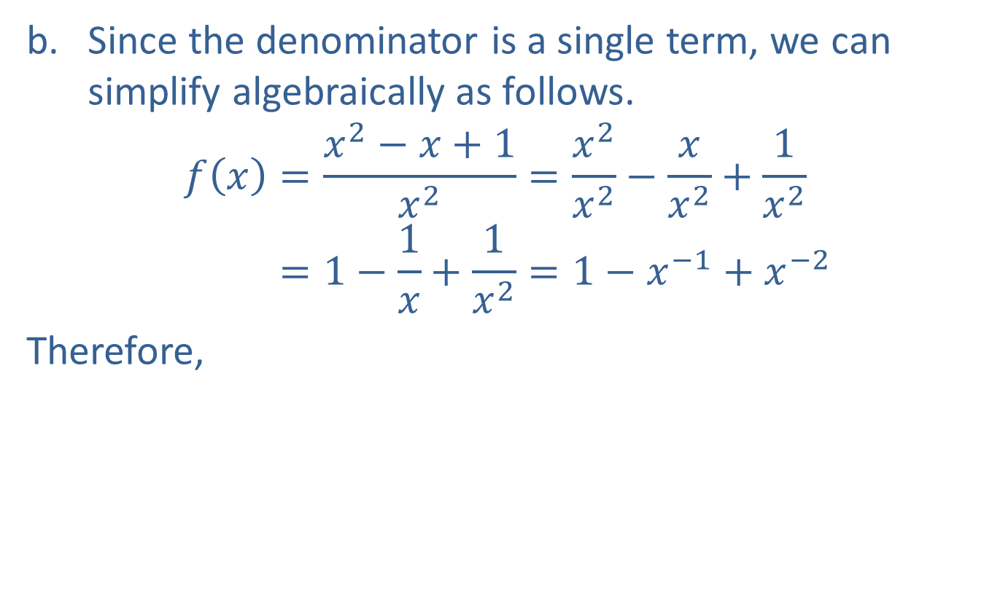 b. Since the denominator is a single term, we can
simplify algebraically as follows.
f(x) = \frac{x^2 − x + 1}{x^2} = \frac{x^2}{x^2} − \frac{x}{x^2} + \frac{1}{x^2}
= 1 − \frac{1}{x} + \frac{1}{x^2} = 1 − x^{−1} + x^{−2}
Therefore,